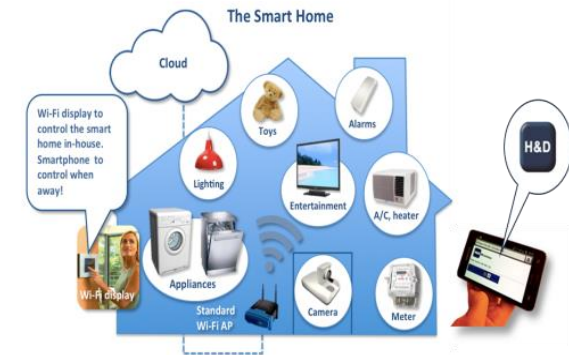 The Smart Home
Cloud
Wi-Fi display to
control the smart
home in-house.
Smartphone to
control when
away!
Toys
Alarms
H&D
Lighting
Entertainment
A/C, heater
Wi-Fi display
Appliances
Standard
Wi-Fi AP
Camera
Meter